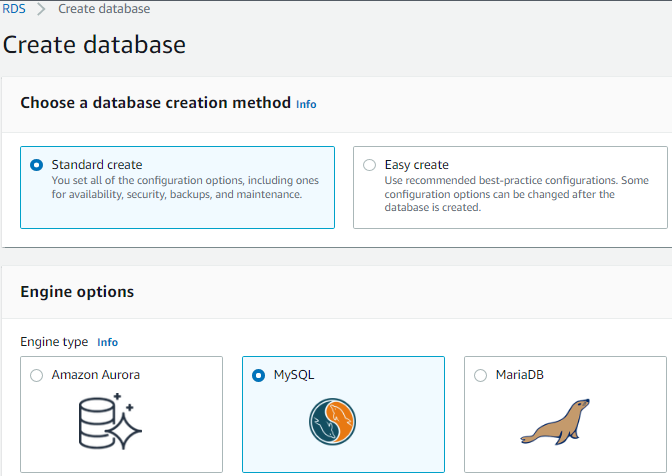 RDS > Create database
Create database
Choose a database creation method Info
Standard create
You set all of the configuration options, including ones
for availability, security, backups, and maintenance.
Easy create
Use recommended best-practice configurations. Some
configuration options can be changed after the
database is created.
Engine options
Engine type Info
Amazon Aurora
MySQL
MariaDB